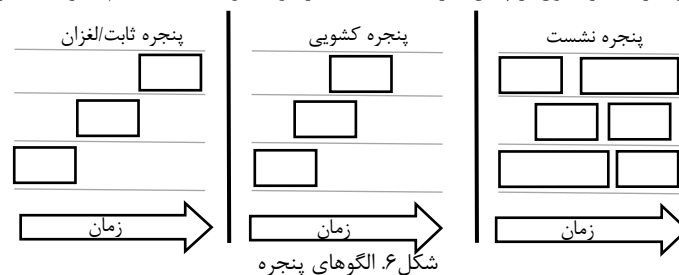 پنجره نشست
پنجره کشویی
پنجره ثابت/لغزان
زمان
زمان
زمان
شکل۶. الگوهای پنجره